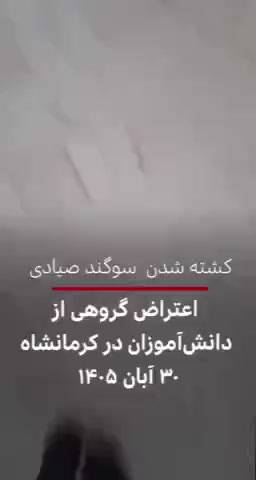 کشته شدن سوگند صیادی
اعتراض گروهی از
دانش‌آموزان در کرمانشاه
۳۰ آبان ۱۴۰۵